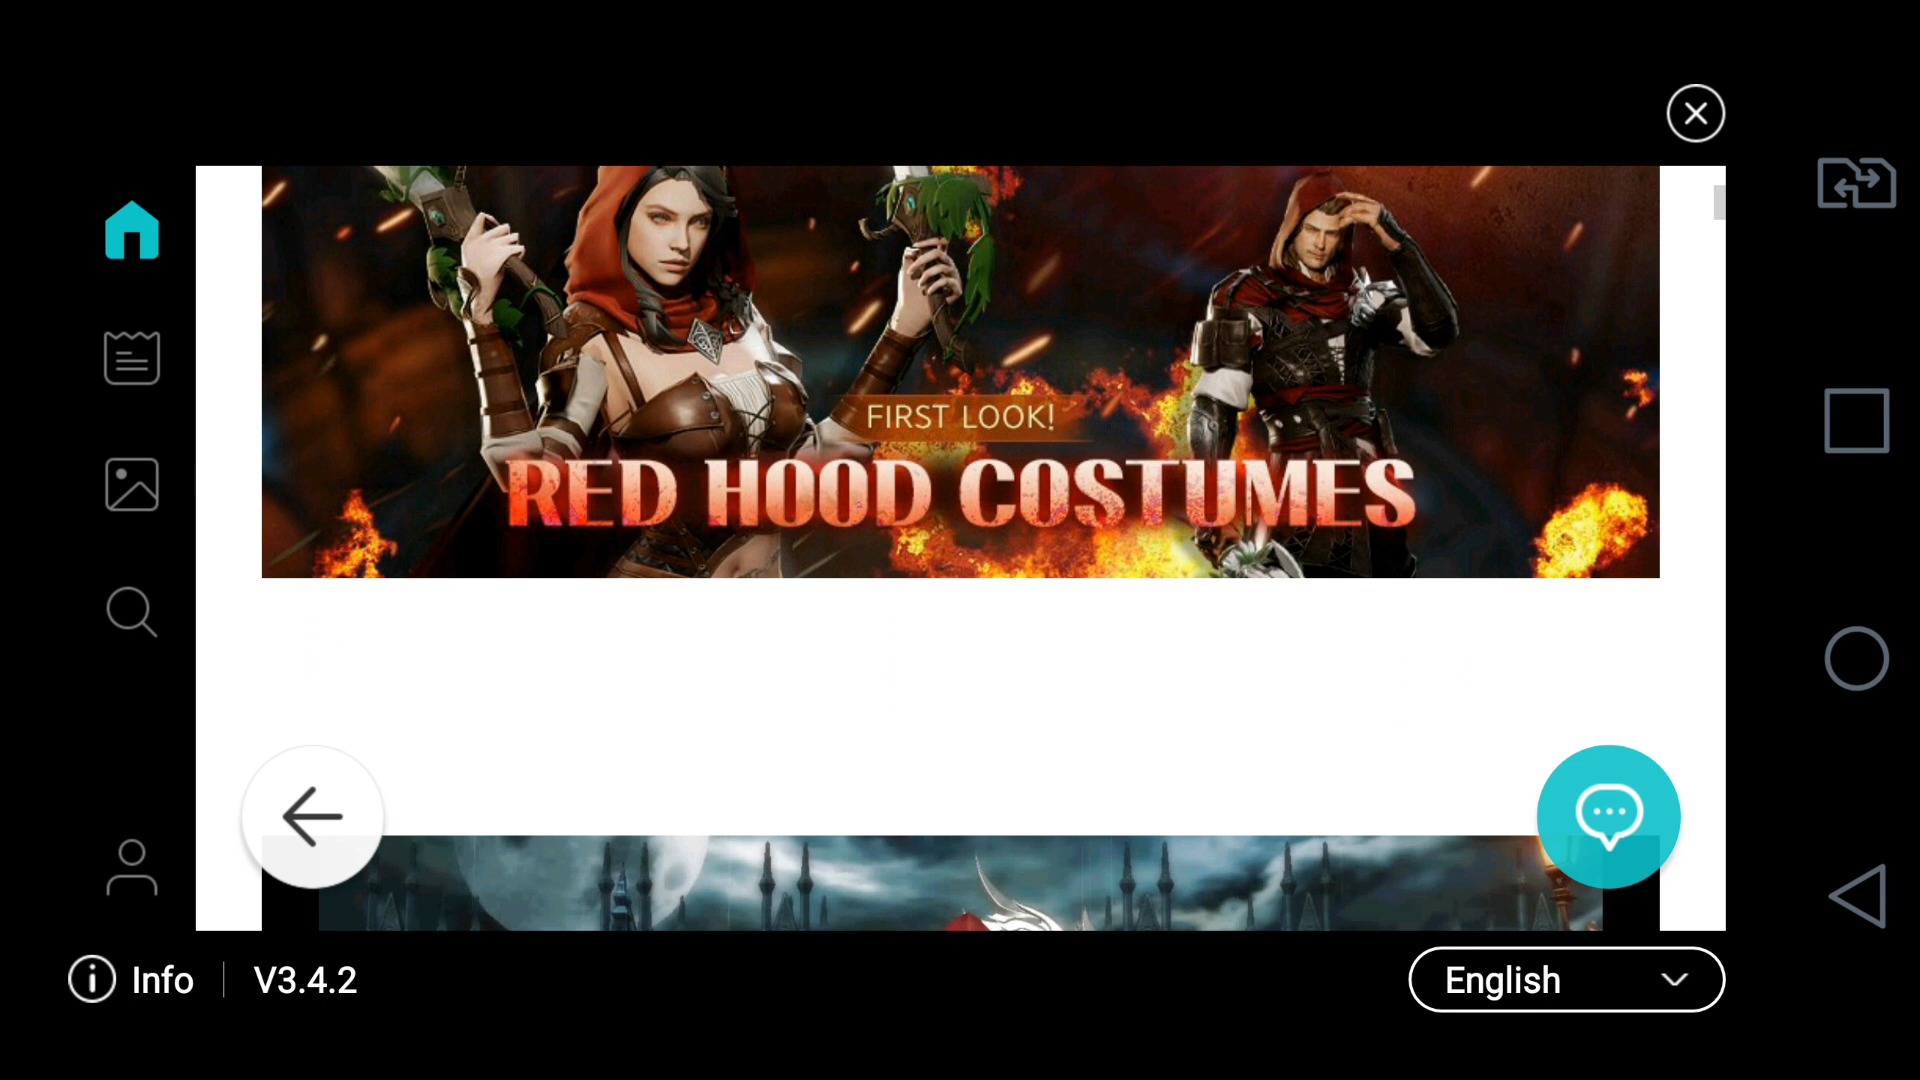 FIRST LOOK!
RED HOOD COSTUMES
Info
V3.4.2
English